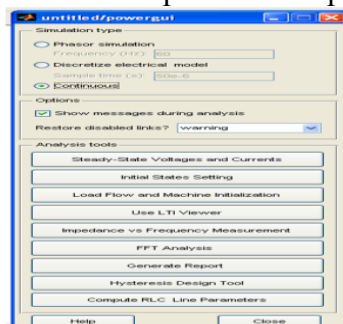 untitled/powergui
Simulation type
Phasor simulation
Frequency (Hz): 60
Discretize electrical model
Sample time (s): 50e-6
Continuous
Options
Show messages during analysis
Restore disabled links? warning
Analysis tools
Steady-State Voltages and Currents
Initial States Setting
Load Flow and Machine Initialization
Use LTI Viewer
Impedance vs Frequency Measurement
FFT Analysis
Generate Report
Hysteresis Design Tool
Compute RLC Line Parameters
Help Close